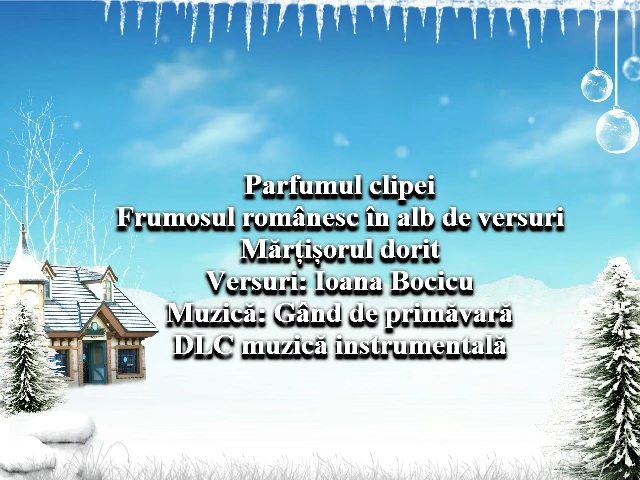 Parfumul clipei
Frumosul românesc în alb de versuri
Mărțișorul dorit
Versuri: Ioana Bocicu
Muzică: Gând de primăvară
DLC muzică instrumentală